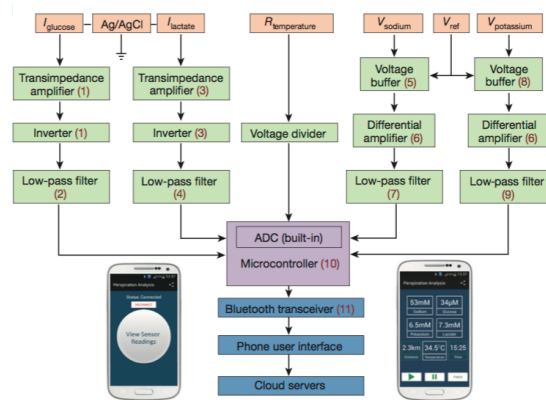 I glucose
Ag/AgCl
I lactate
R temperature
V sodium
V ref
V potassium
Transimpedance
amplifier (1)
Transimpedance
amplifier (3)
Voltage
buffer (5)
Voltage
buffer (8)
Inverter (1)
Inverter (3)
Voltage divider
Differential
amplifier (6)
Differential
amplifier (6)
Low-pass filter
(2)
Low-pass filter
(4)
Low-pass filter
(7)
Low-pass filter
(9)
ADC (built-in)
Microcontroller (10)
Bluetooth transceiver (11)
Phone user interface
Cloud servers
Perspiration Analysis
Status: Connected
View Sensor
Readings
Perspiration Analysis
53mM
Sodium
34µM
Glucose
6.5mM
Potassium
7.3mM
Lactate
2.3km
34.5°C
15:25
Distance
Temperature
Time